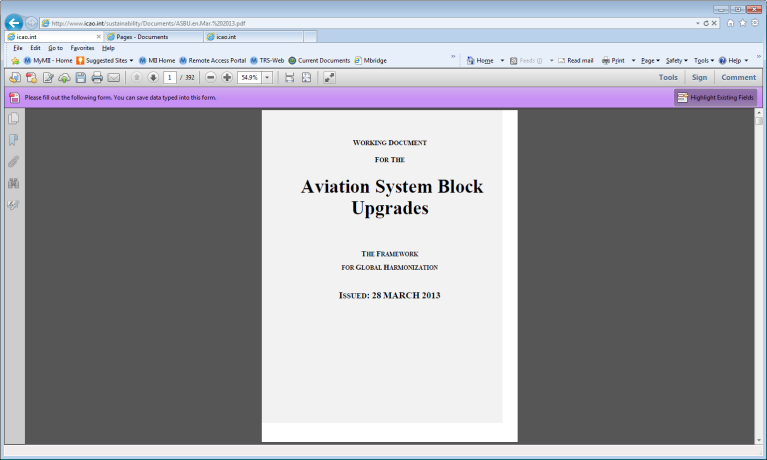 http://www.icao.int/sustainability/Documents/ASBU.en.Mar.%202013.pdf
icao.int
Pages - Documents
icao.int
File Edit Go to Favorites Help
MyMII - Home Suggested Sites MII Home Remote Access Portal TRS-Web Current Documents Mbridge
Home Feeds () Read mail Print Page Safety Tools Help
1 / 392 54.9% Tools Sign Comment
Please fill out the following form. You can save data typed into this form.
Highlight Existing Fields
WORKING DOCUMENT
FOR THE
Aviation System Block
Upgrades
THE FRAMEWORK
FOR GLOBAL HARMONIZATION
ISSUED: 28 MARCH 2013